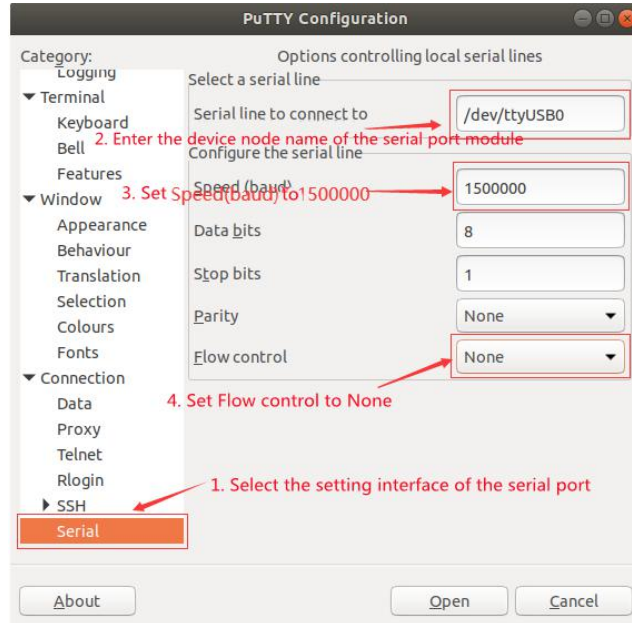 PuTTY Configuration
Category:
Options controlling local serial lines
Logging
Select a serial line
Terminal
Serial line to connect to
/dev/ttyUSB0
Keyboard
2. Enter the device node name of the serial port module
Bell
Configure the serial line
Features
Speed (baud)
1500000
3. Set Speed(baud) to1500000
Window
Appearance
Data bits
8
Behaviour
Translation
Stop bits
1
Selection
Colours
Parity
None
Fonts
Flow control
None
Connection
Data
4. Set Flow control to None
Proxy
Telnet
Rlogin
1. Select the setting interface of the serial port
SSH
Serial
About
Open
Cancel